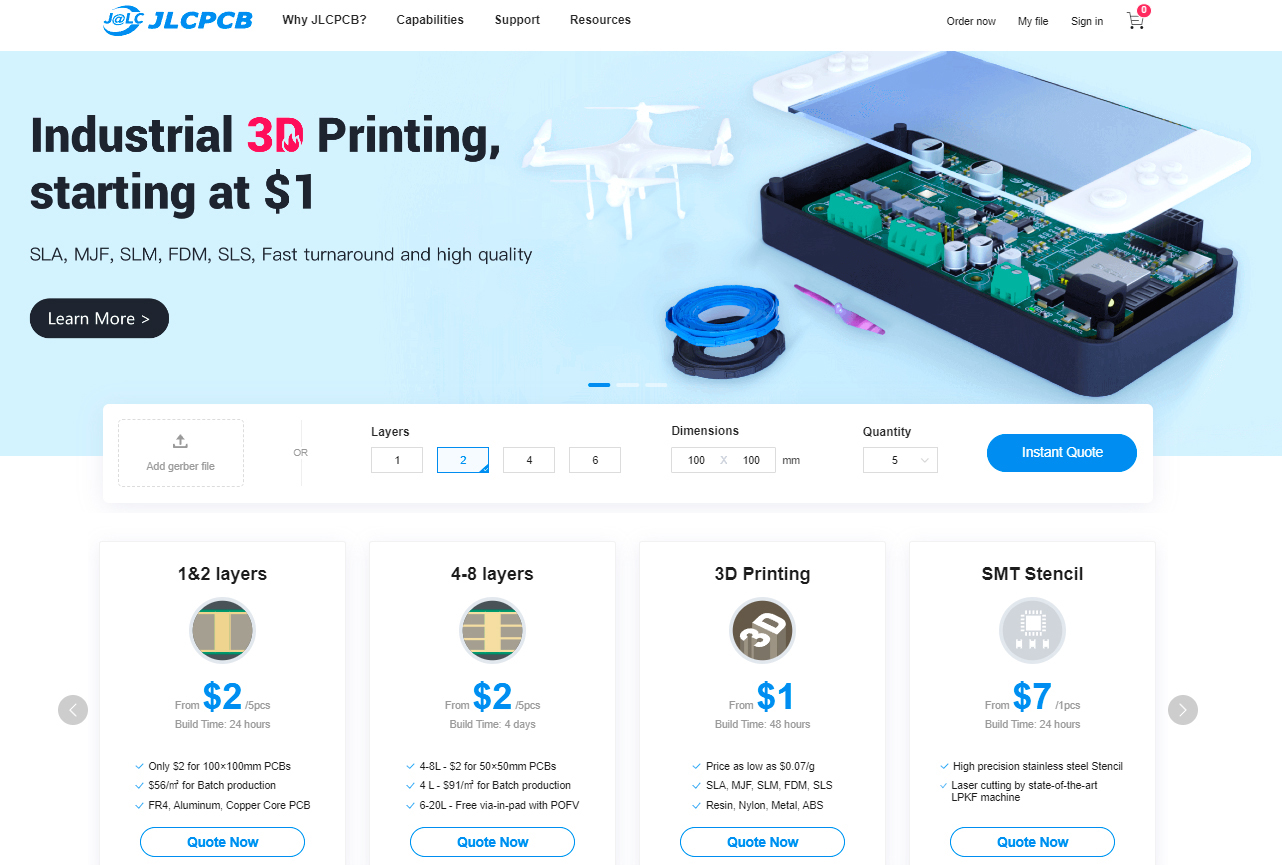 J@LC JLCPCB
Why JLCPCB? Capabilities Support Resources
Order now My file Sign in 0
Industrial 3D Printing,
starting at $1
SLA, MJF, SLM, FDM, SLS, Fast turnaround and high quality
Learn More >
Add gerber file
OR
Layers
1 2 4 6
Dimensions
100 X 100 mm
Quantity
5
Instant Quote
1&2 layers
From $2 /5pcs
Build Time: 24 hours
Only $2 for 100×100mm PCBs
$56/㎡ for Batch production
FR4, Aluminum, Copper Core PCB
Quote Now
4-8 layers
From $2 /5pcs
Build Time: 4 days
4-8L - $2 for 50×50mm PCBs
4 L - $91/㎡ for Batch production
6-20L - Free via-in-pad with POFV
Quote Now
3D Printing
3D
From $1
Build Time: 48 hours
Price as low as $0.07/g
SLA, MJF, SLM, FDM, SLS
Resin, Nylon, Metal, ABS
Quote Now
SMT Stencil
From $7 /1pcs
Build Time: 24 hours
High precision stainless steel Stencil
Laser cutting by state-of-the-art
LPKF machine
Quote Now